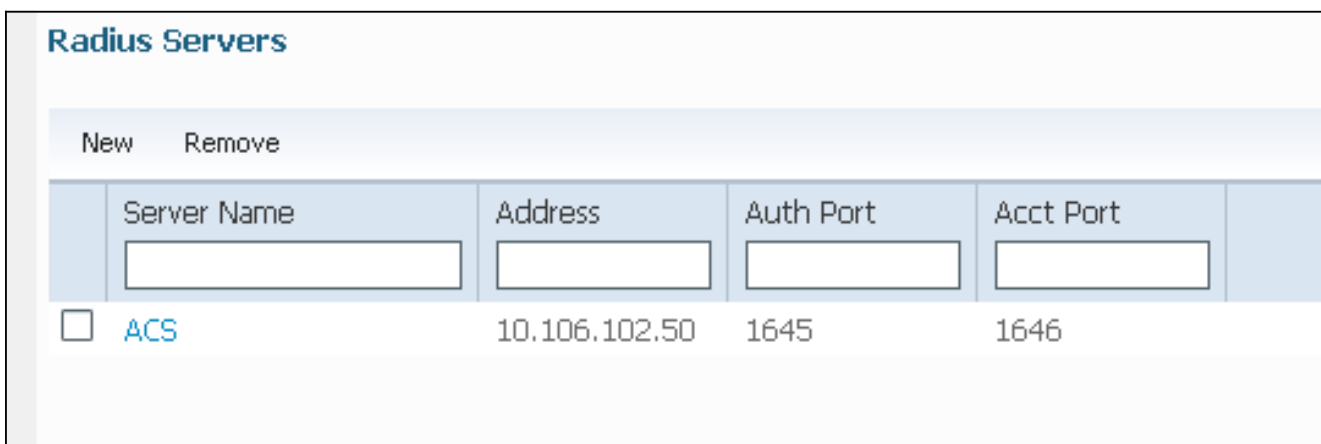 Radius Servers
New Remove
Server Name Address Auth Port Acct Port
ACS 10.106.102.50 1645 1646